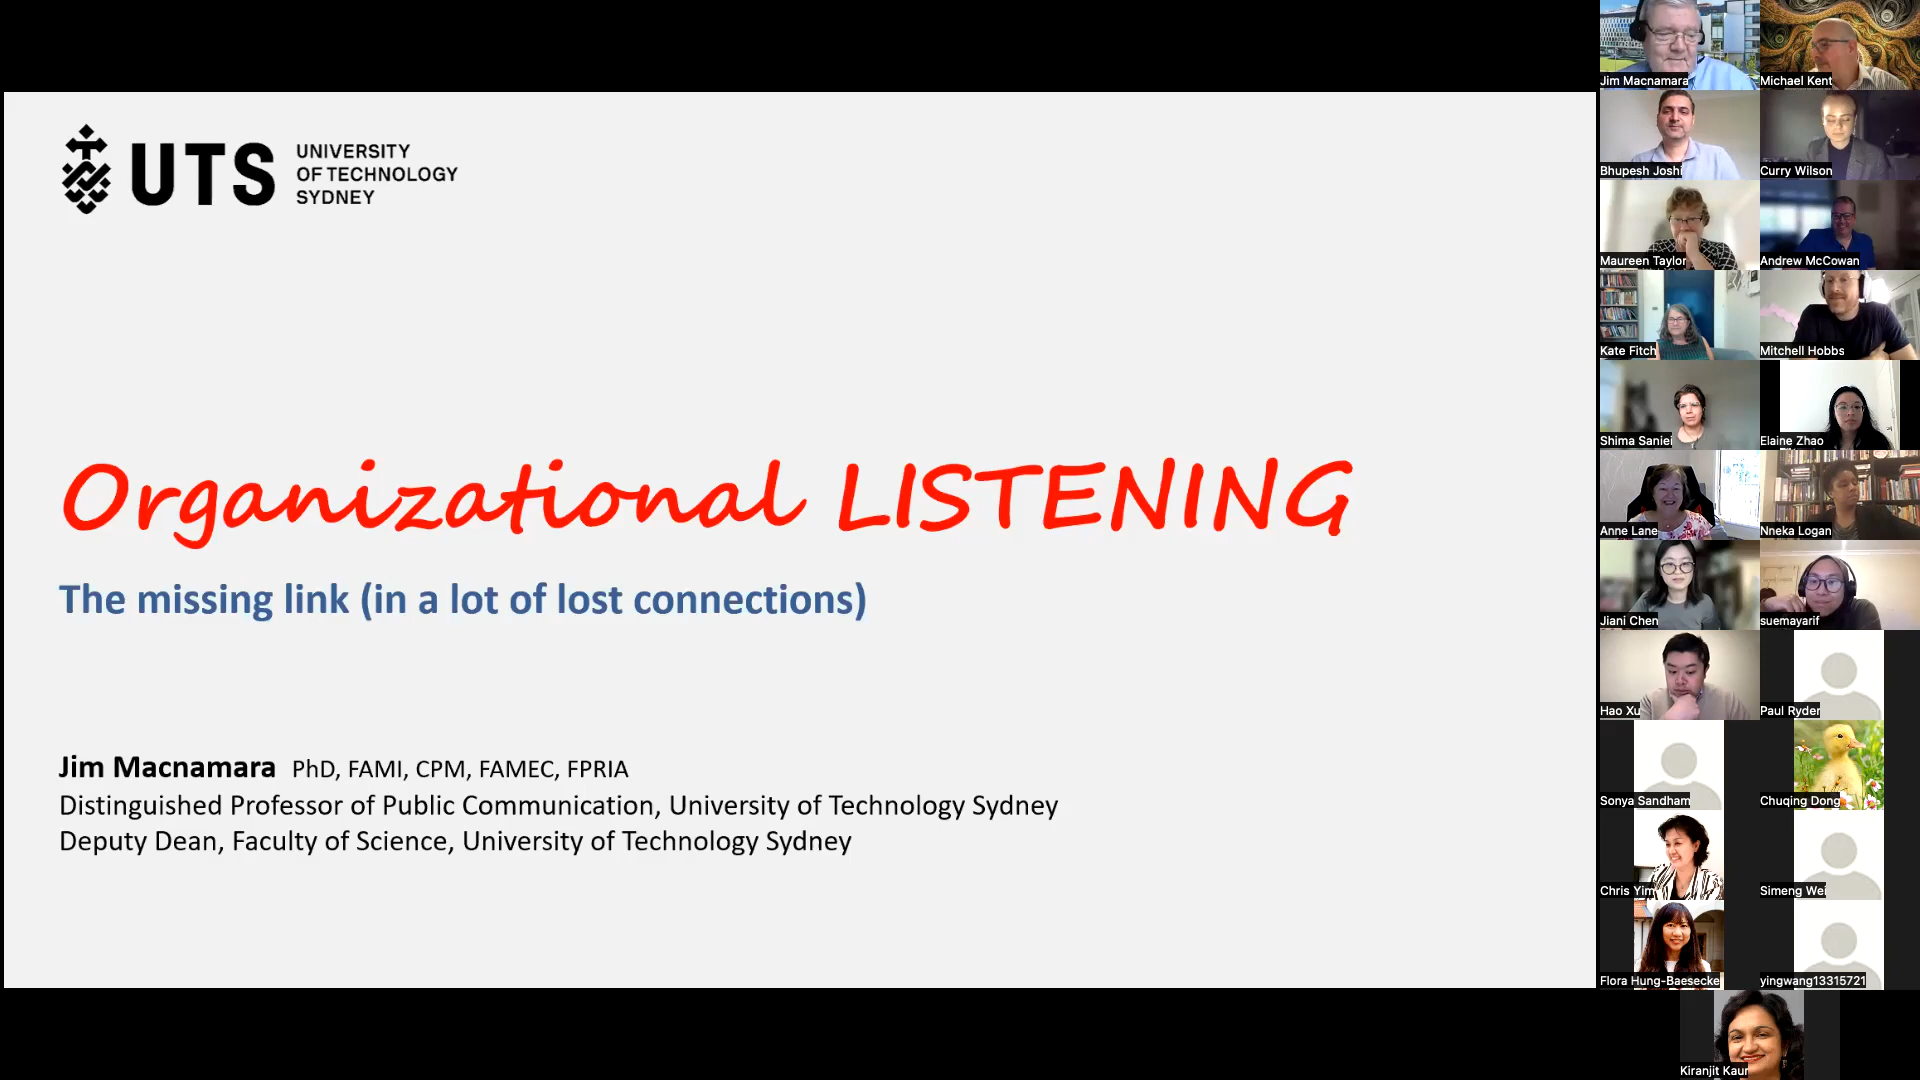 UTS
UNIVERSITY
OF TECHNOLOGY
SYDNEY
Organizational LISTENING
The missing link (in a lot of lost connections)
Jim Macnamara PhD, FAMI, CPM, FAMEC, FPRIA
Distinguished Professor of Public Communication, University of Technology Sydney
Deputy Dean, Faculty of Science, University of Technology Sydney
Jim Macnamara
Michael Kent
Bhupesh Joshi
Curry Wilson
Maureen Taylor
Andrew McCowan
Kate Fitch
Mitchell Hobbs
Shima Saniei
Elaine Zhao
Anne Lane
Nneka Logan
Jiani Chen
suemayarif
Hao Xu
Paul Ryder
Sonya Sandham
Chuqing Dong
Chris Yim
Simeng Wei
Flora Hung-Baesecke
yingwang13315721
Kiranjit Kaur